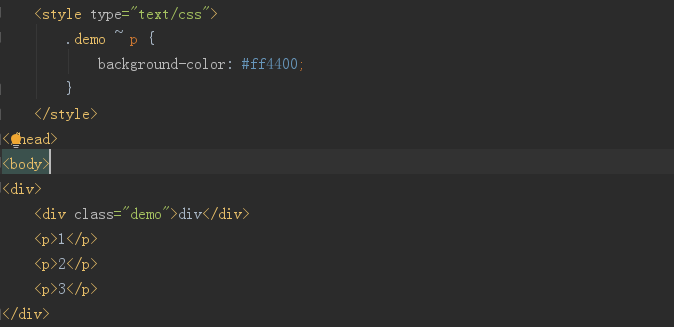 <style type="text/css">
.demo ~ p {
background-color: #ff4400;
}
</style>
<head>
<body>
<div>
<div class="demo">div</div>
<p>1</p>
<p>2</p>
<p>3</p>
</div>